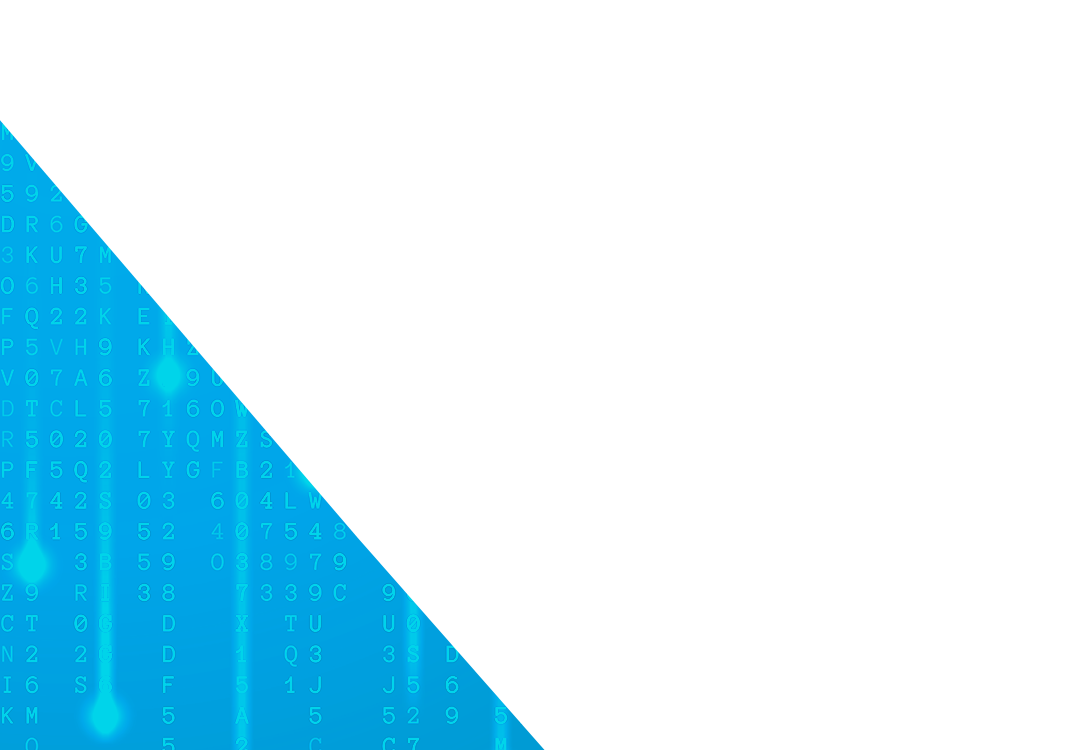 M
9 V
5 9 2
D R 6 G
3 K U 7 M
O 6 H 3 5
F Q 2 2 K E
P 5 V H 9 K H Z
V 0 7 A 6 Z 9 U
D T C L 5 7 1 6 O W
R 5 0 2 0 7 Y Q M Z S
P F 5 Q 2 L Y G F B 2 1
4 7 4 2 S 0 3 6 0 4 L W
6 R 1 5 9 5 2 4 0 7 5 4 8
S 3 B 5 9 O 3 8 9 7 9
Z 9 R I 3 8 7 3 3 9 C 9
C T 0 G D X T U U 0
N 2 2 G D 1 Q 3 3 S D
I 6 S F 5 1 J J 5 6
K M 5 A 5 5 2 9 5
5 2 C C 7 M